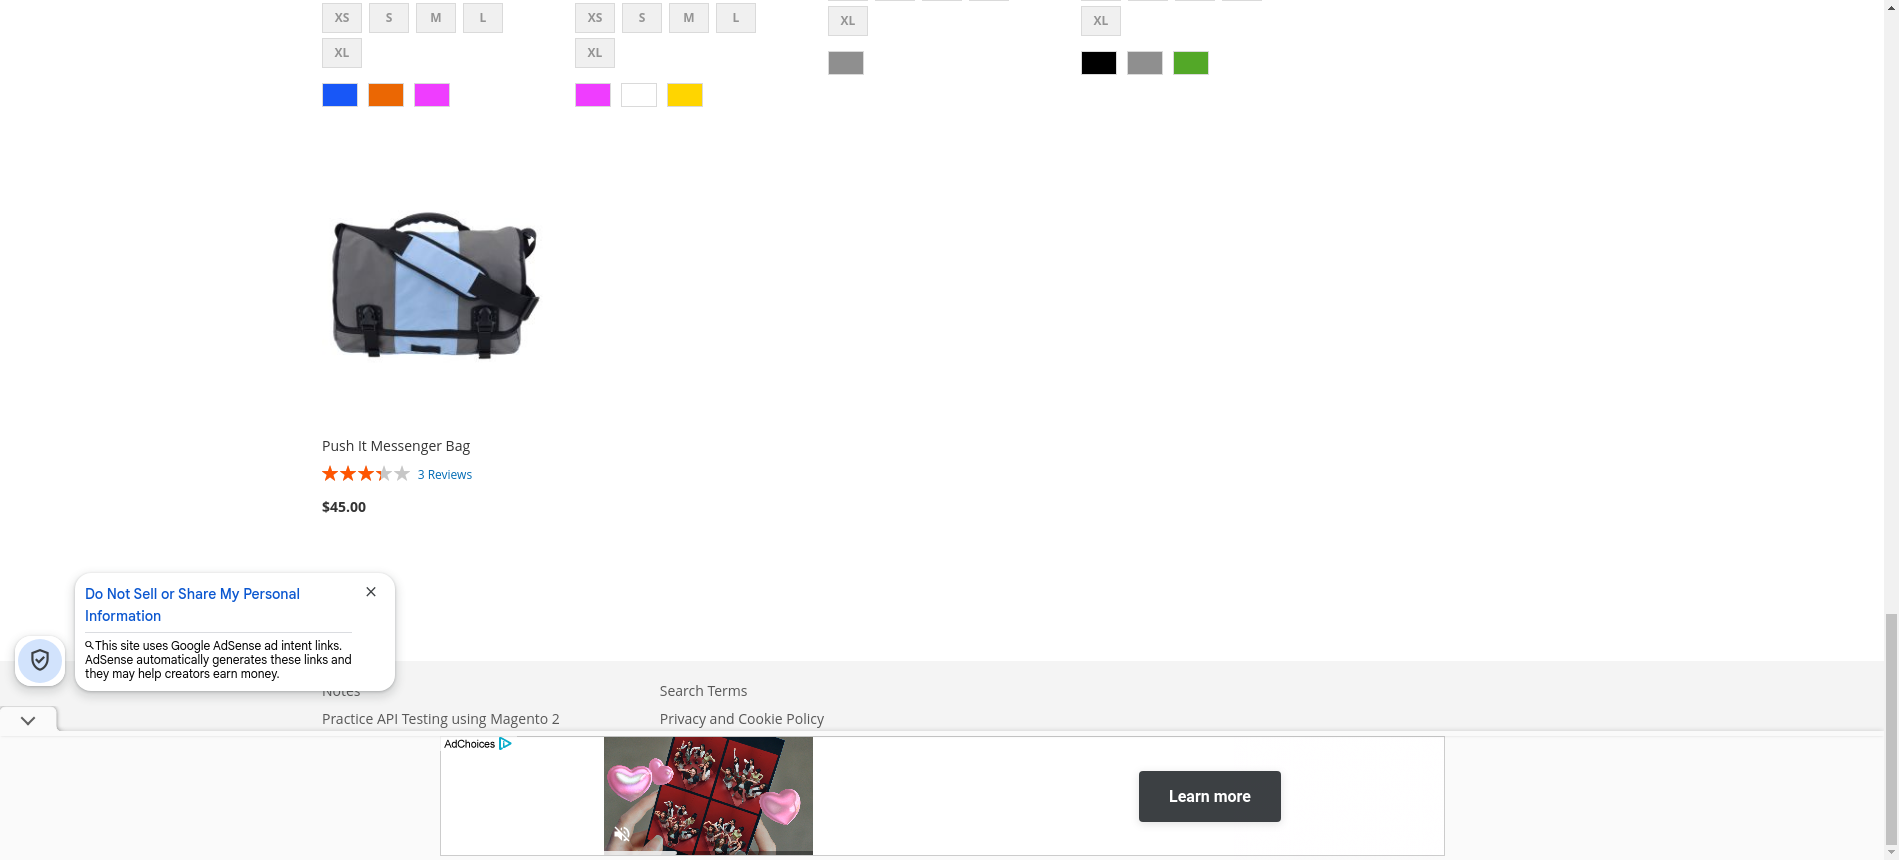 XS S M L
XL
XS S M L
XL
XL
XL
Push It Messenger Bag
3 Reviews
$45.00
Do Not Sell or Share My Personal
Information
This site uses Google AdSense ad intent links.
AdSense automatically generates these links and
they may help creators earn money.
Notes
Practice API Testing using Magento 2
Search Terms
Privacy and Cookie Policy
AdChoices
Learn more